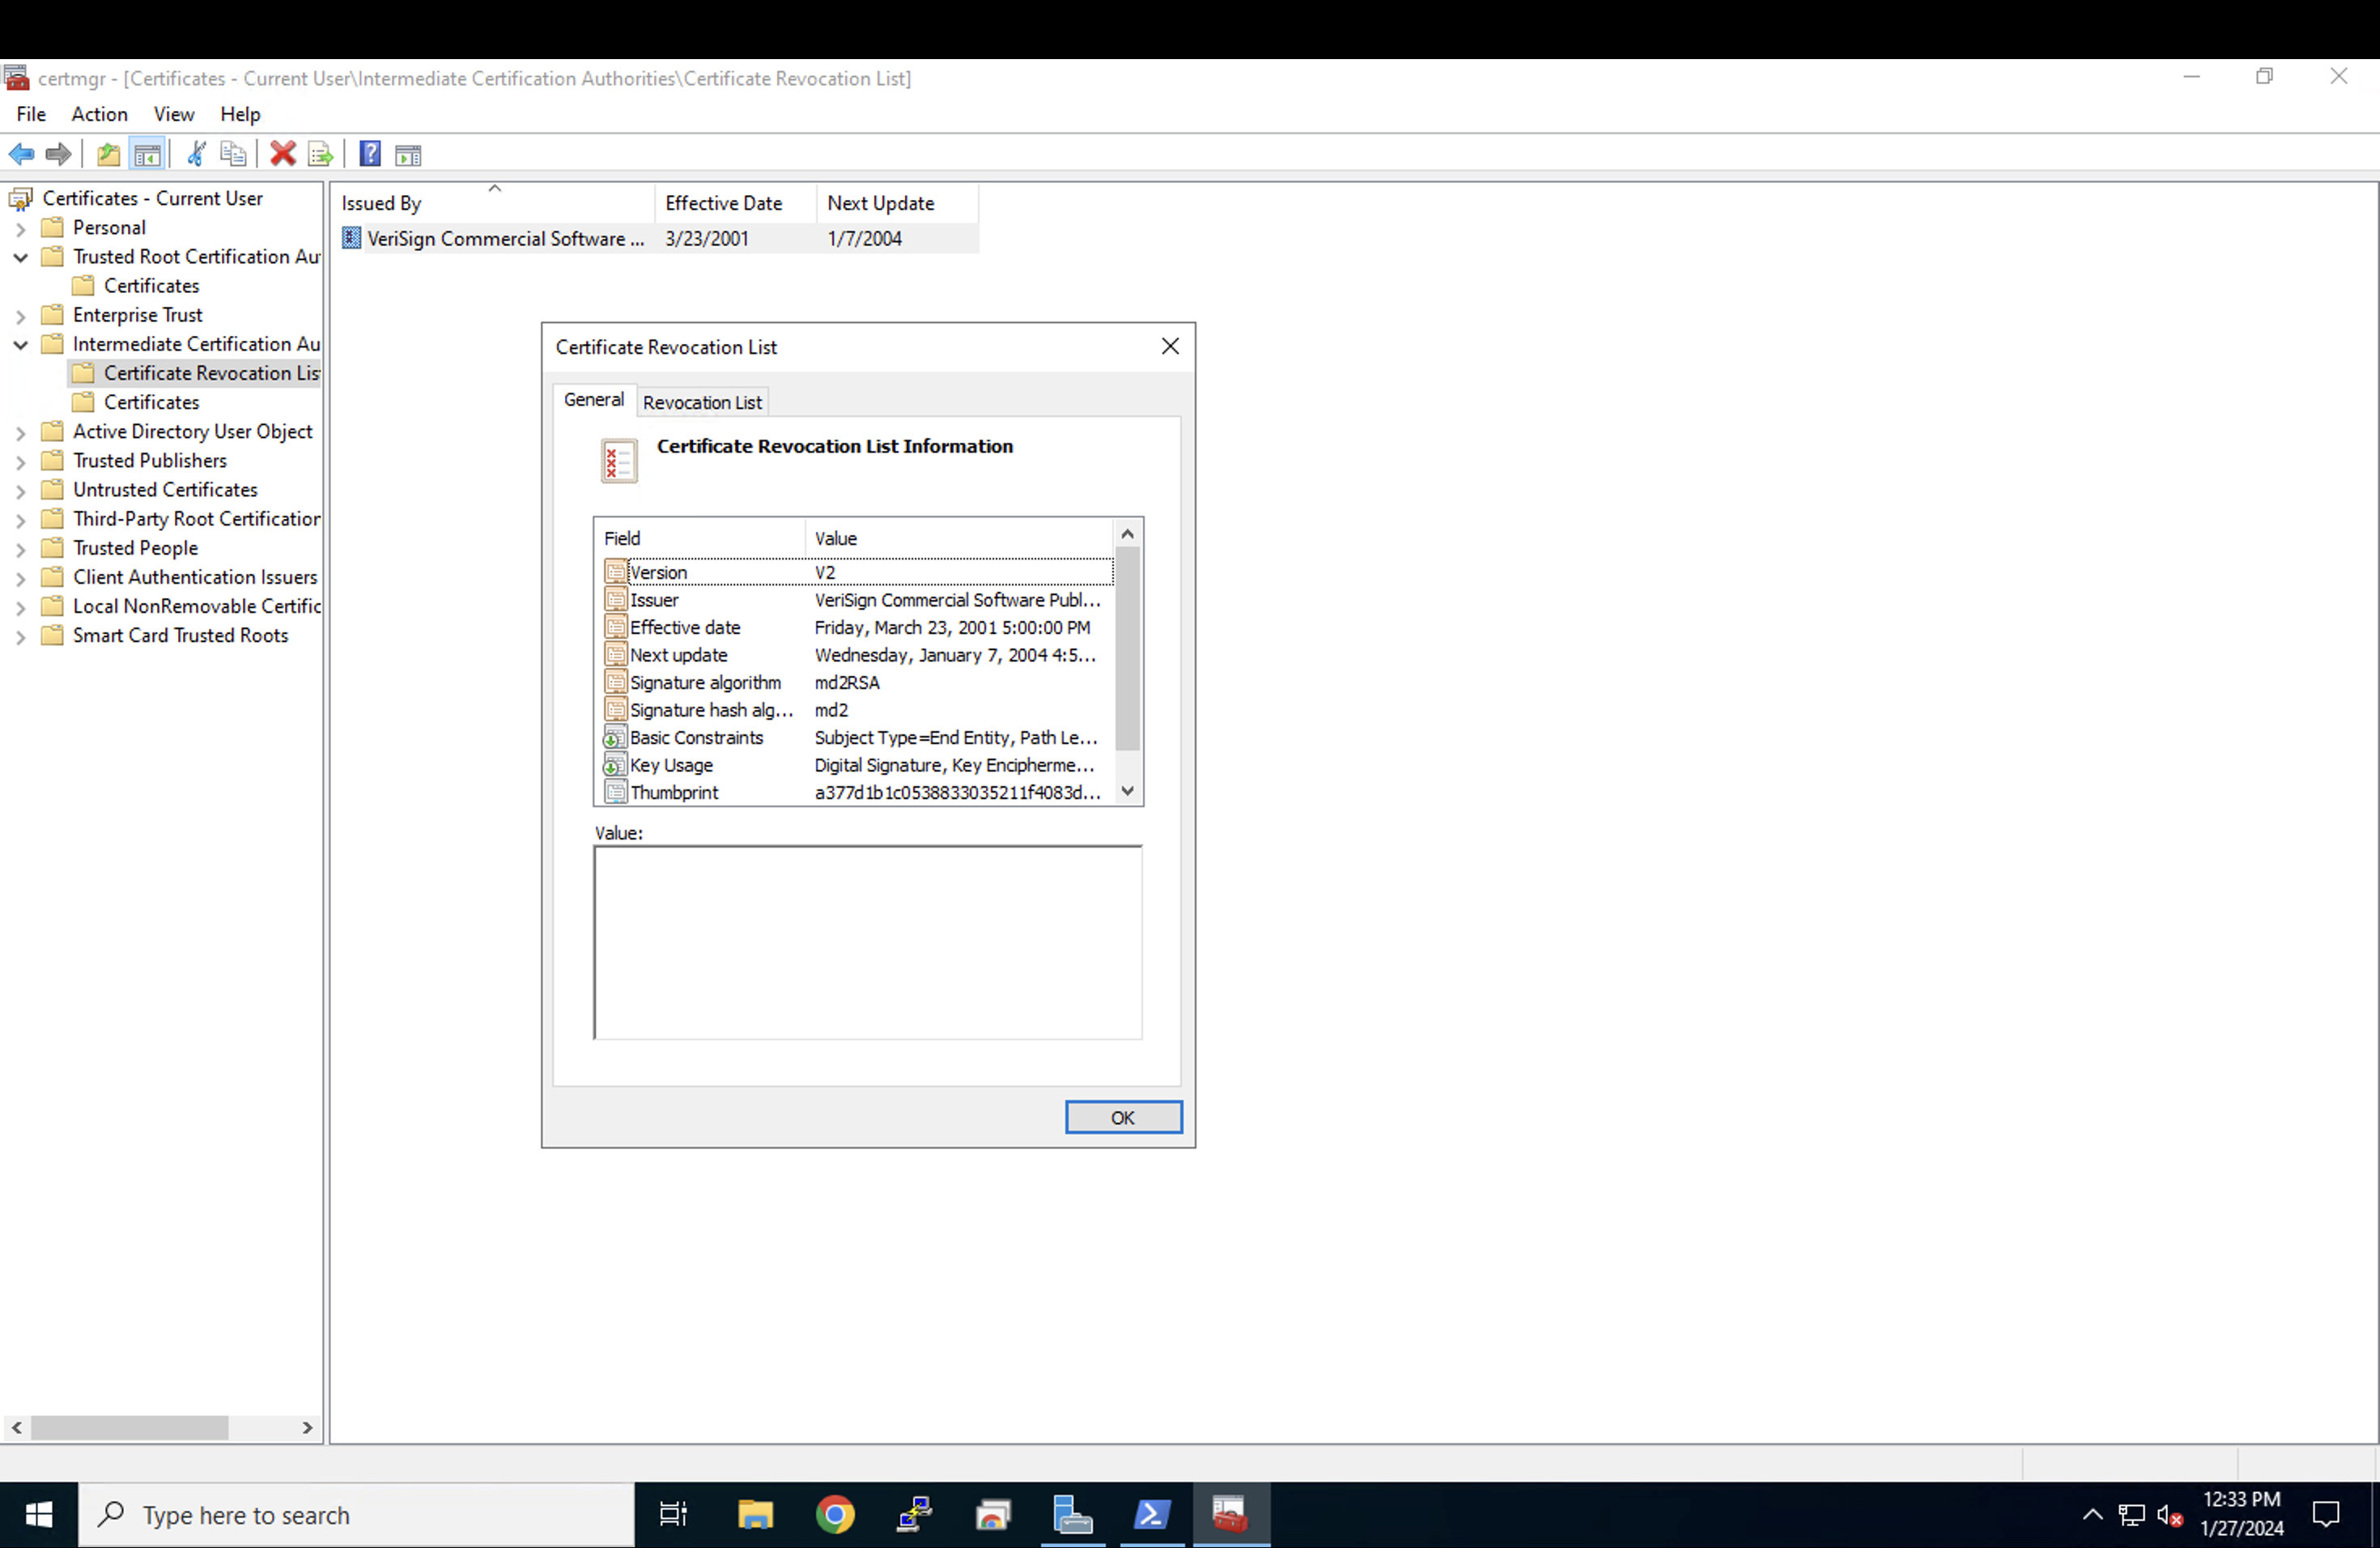 certmgr - [Certificates - Current User\Intermediate Certification Authorities\Certificate Revocation List]
File Action View Help
Certificates - Current User
Personal
Trusted Root Certification Au
Certificates
Enterprise Trust
Intermediate Certification Au
Certificate Revocation Lis
Certificates
Active Directory User Object
Trusted Publishers
Untrusted Certificates
Third-Party Root Certification
Trusted People
Client Authentication Issuers
Local NonRemovable Certific
Smart Card Trusted Roots
Issued By Effective Date Next Update
VeriSign Commercial Software ... 3/23/2001 1/7/2004
Certificate Revocation List
General Revocation List
Certificate Revocation List Information
Field Value
Version V2
Issuer VeriSign Commercial Software Publ...
Effective date Friday, March 23, 2001 5:00:00 PM
Next update Wednesday, January 7, 2004 4:5...
Signature algorithm md2RSA
Signature hash alg... md2
Basic Constraints Subject Type=End Entity, Path Le...
Key Usage Digital Signature, Key Encipherme...
Thumbprint a377d1b1c0538833035211f4083d...
Value:
OK
Type here to search
12:33 PM
1/27/2024